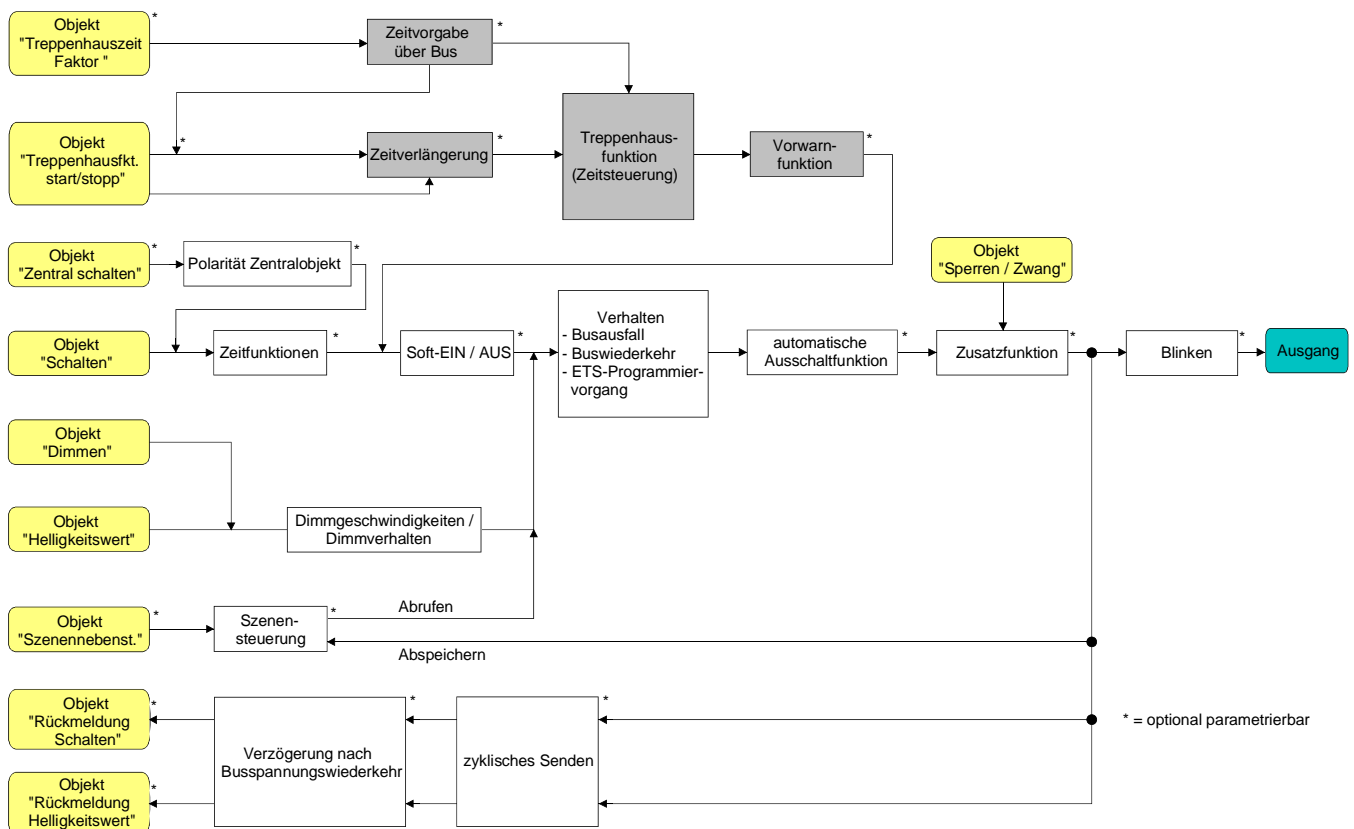 Objekt
"Treppenhauszeit
Faktor "
*
Zeitvorgabe
über Bus
*
Objekt
"Treppenhausfkt.
start/stopp"
*
Zeitverlängerung
*
Treppenhaus-
funktion
(Zeitsteuerung)
Vorwarn-
funktion
*
Objekt
"Zentral schalten"
*
Polarität Zentralobjekt
*
Objekt
"Sperren / Zwang"
Objekt
"Schalten"
Zeitfunktionen
*
Soft-EIN / AUS
*
Verhalten
- Busausfall
- Buswiederkehr
- ETS-Programmier-
vorgang
automatische
Ausschaltfunktion
*
Zusatzfunktion
*
Blinken
*
Ausgang
Objekt
"Dimmen"
Objekt
"Helligkeitswert"
Dimmgeschwindigkeiten /
Dimmverhalten
Objekt
"Szenennebenst."
*
Szenen-
steuerung
*
Abrufen
Abspeichern
Objekt
"Rückmeldung
Schalten"
*
Verzögerung nach
Busspannungswiederkehr
*
zyklisches Senden
*
* = optional parametrierbar
Objekt
"Rückmeldung
Helligkeitswert"
*